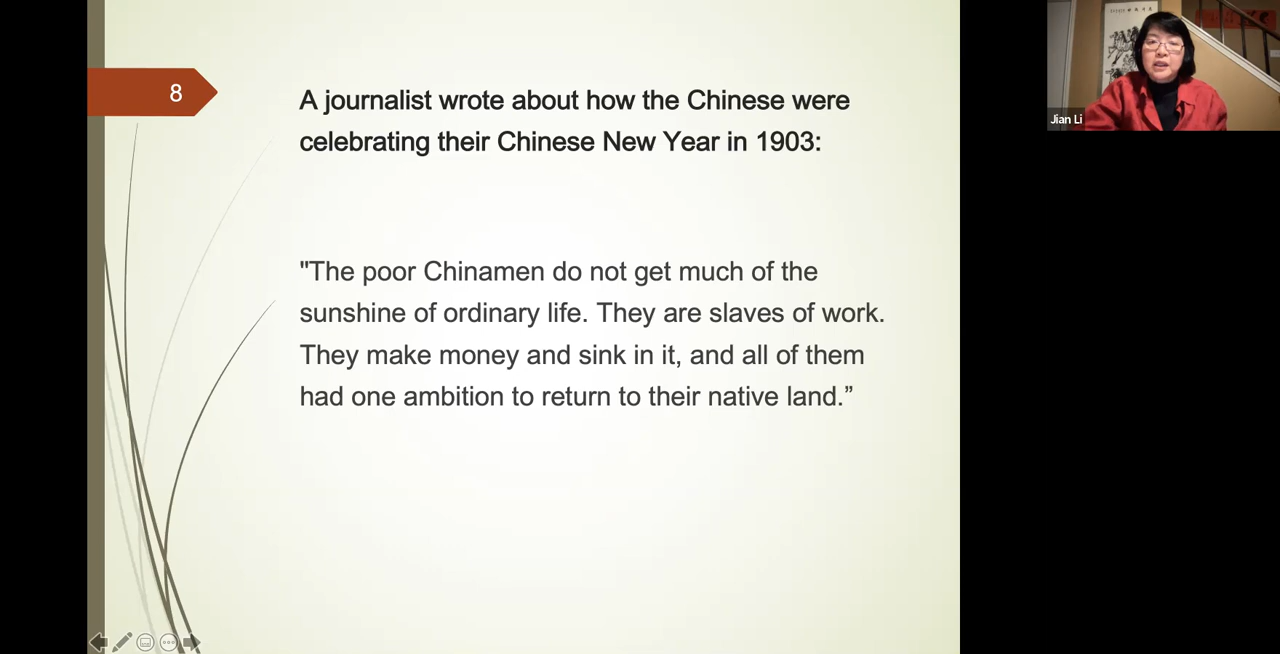 8
A journalist wrote about how the Chinese were
celebrating their Chinese New Year in 1903:
"The poor Chinamen do not get much of the
sunshine of ordinary life. They are slaves of work.
They make money and sink in it, and all of them
had one ambition to return to their native land.”
Jian Li